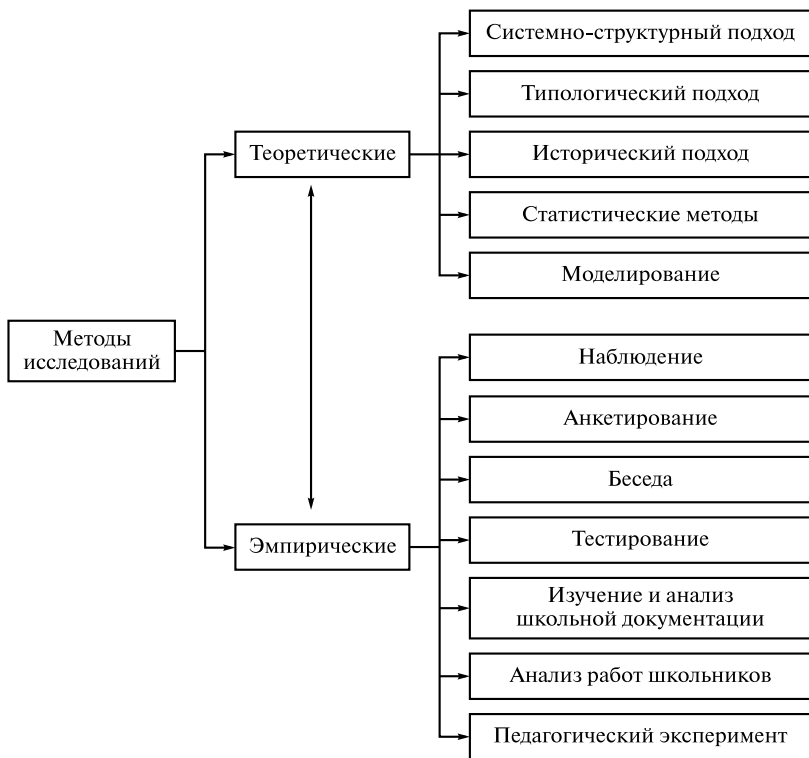 Методы
исследований
Теоретические
Системно-структурный подход
Типологический подход
Исторический подход
Статистические методы
Моделирование
Эмпирические
Наблюдение
Анкетирование
Беседа
Тестирование
Изучение и анализ
школьной документации
Анализ работ школьников
Педагогический эксперимент